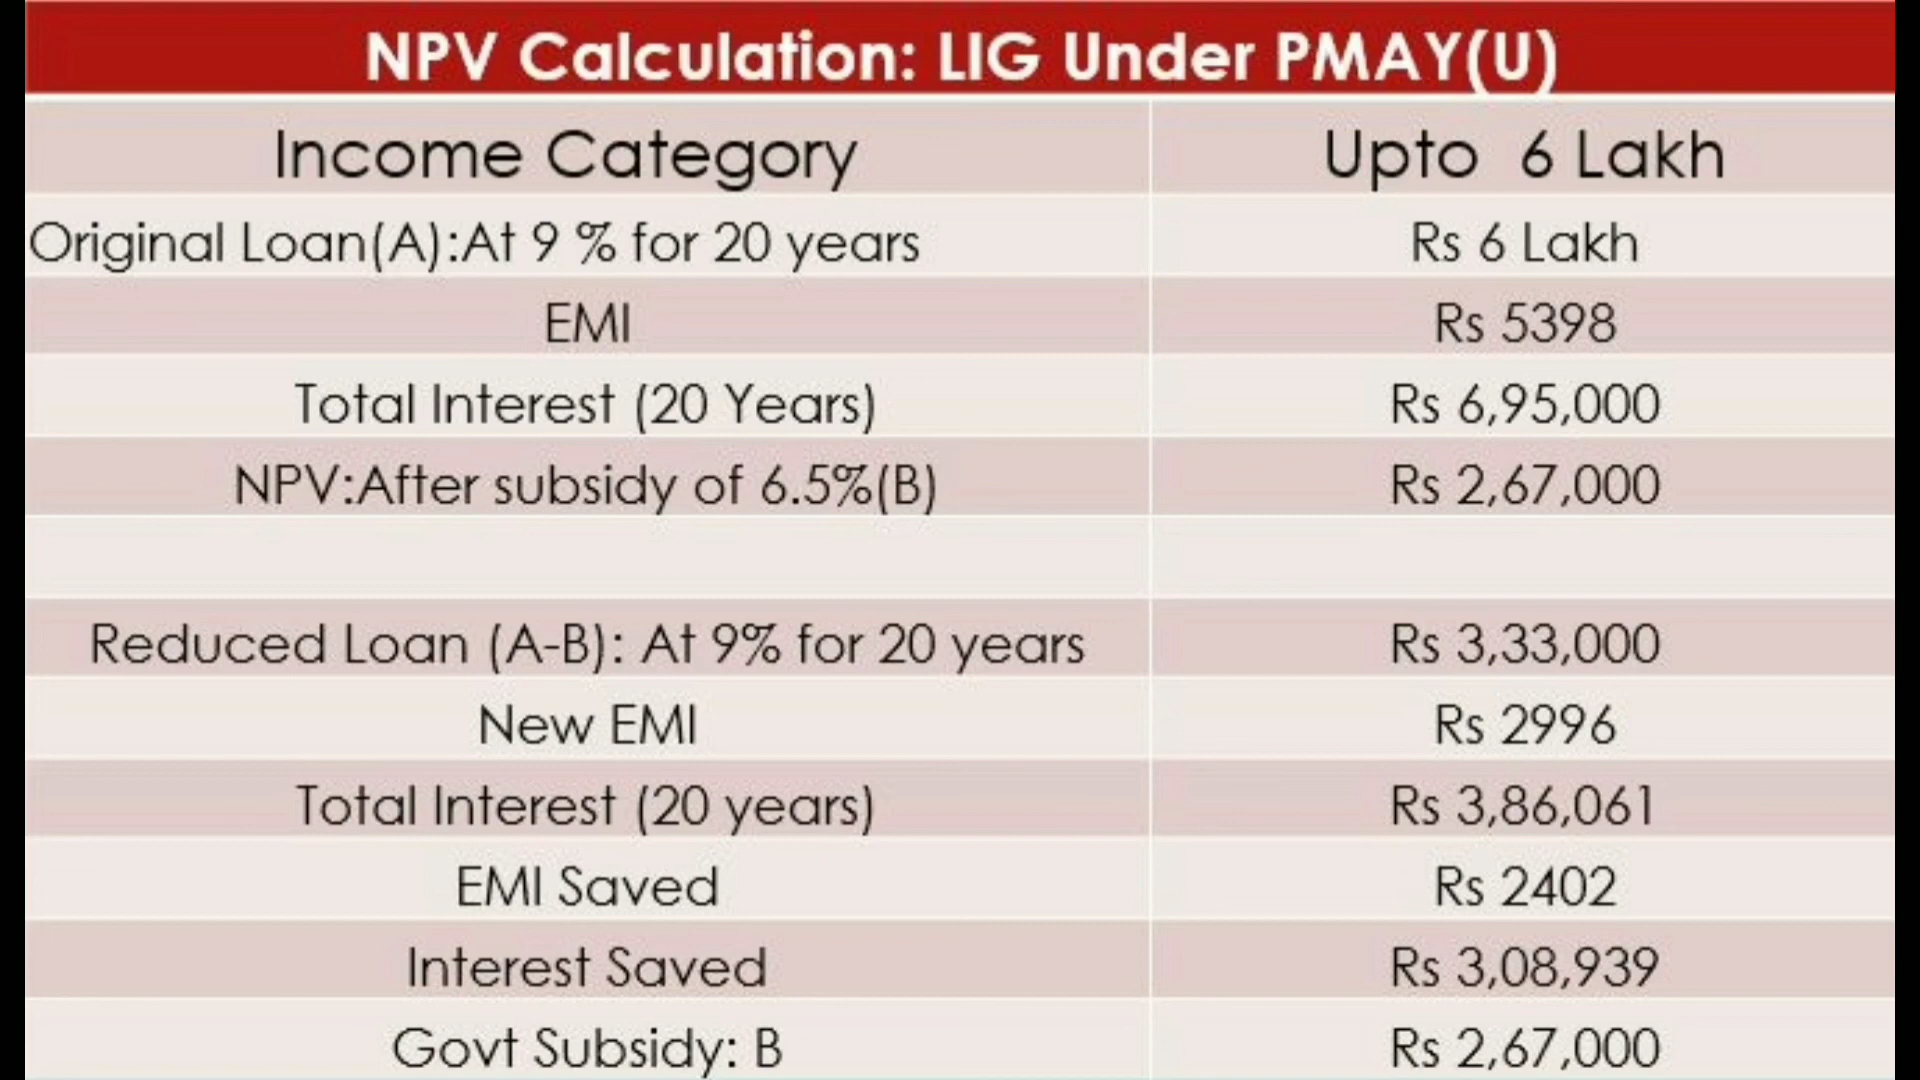 NPV Calculation: LIG Under PMAY(U)
Income Category Upto 6 Lakh
Original Loan(A):At 9 % for 20 years Rs 6 Lakh
EMI Rs 5398
Total Interest (20 Years) Rs 6,95,000
NPV:After subsidy of 6.5%(B) Rs 2,67,000
Reduced Loan (A-B): At 9% for 20 years Rs 3,33,000
New EMI Rs 2996
Total Interest (20 years) Rs 3,86,061
EMI Saved Rs 2402
Interest Saved Rs 3,08,939
Govt Subsidy: B Rs 2,67,000